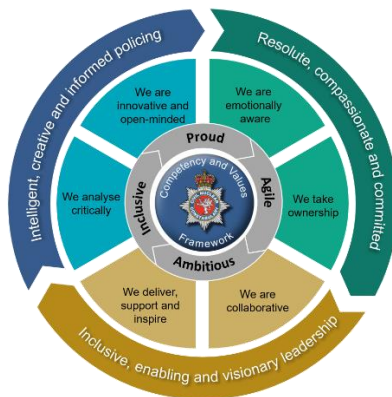 Intelligent, creative and informed policing
Resolute, compassionate and committed
Inclusive, enabling and visionary leadership
We are
innovative and
open-minded
We are
emotionally
aware
We analyse
critically
We take
ownership
We deliver,
support and
inspire
We are
collaborative
Proud
Agile
Ambitious
Inclusive
Competency and Values
Framework